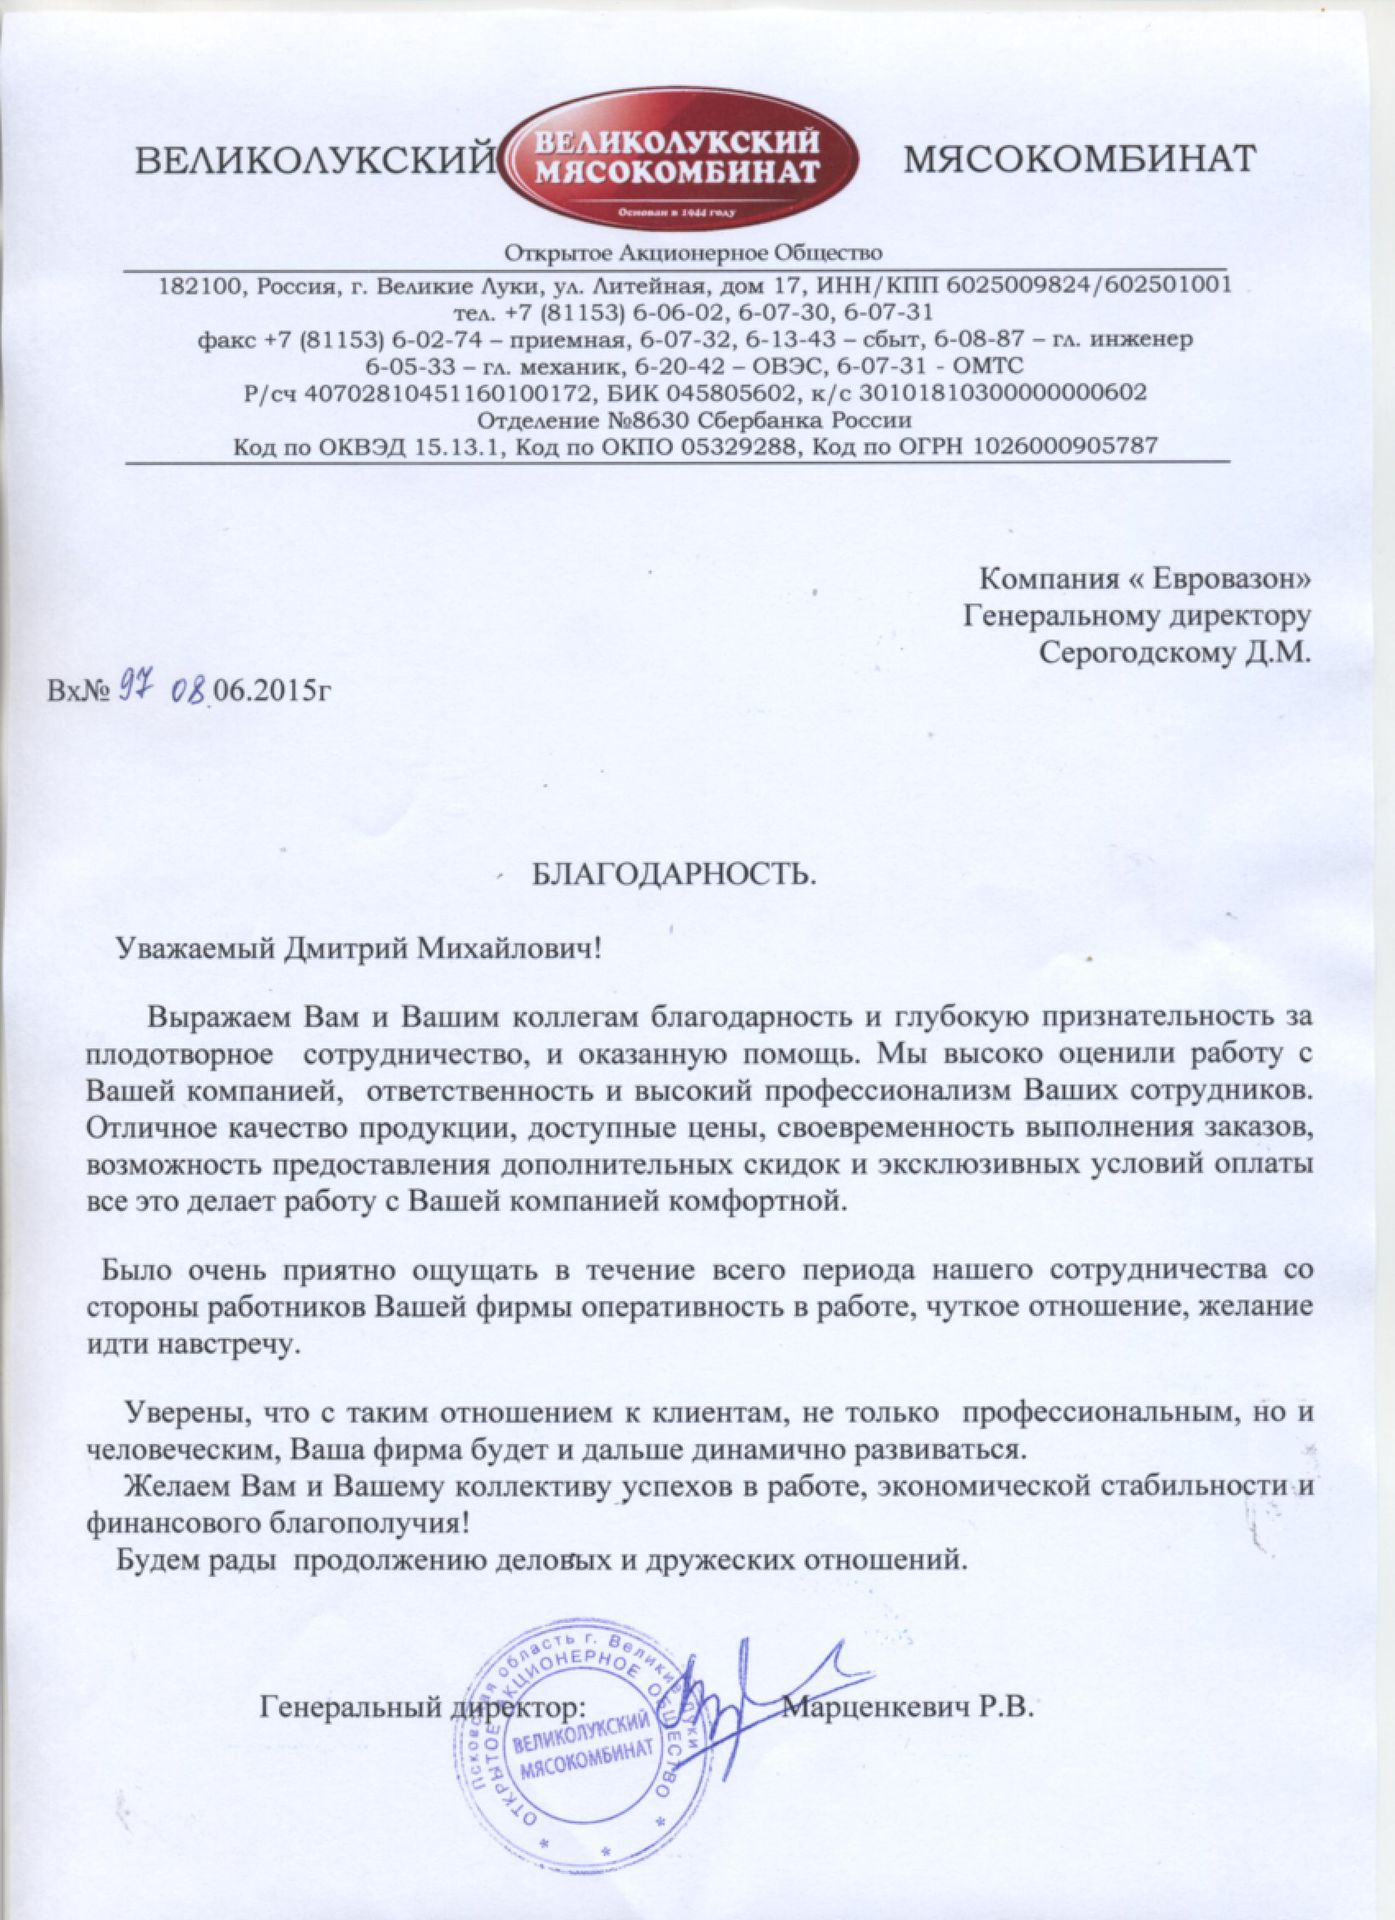 ВЕЛИКОЛУКСКИЙ
ВЕЛИКОЛУКСКИЙ
МЯСОКОМБИНАТ
Основан в 1944 году
МЯСОКОМБИНАТ
Открытое Акционерное Общество
182100, Россия, г. Великие Луки, ул. Литейная, дом 17, ИНН/КПП 6025009824/602501001
тел. +7 (81153) 6-06-02, 6-07-30, 6-07-31
факс +7 (81153) 6-02-74 – приемная, 6-07-32, 6-13-43 – сбыт, 6-08-87 – гл. инженер
6-05-33 – гл. механик, 6-20-42 – ОВЭС, 6-07-31 - ОМТС
Р/сч 40702810451160100172, БИК 045805602, к/с 30101810300000000602
Отделение №8630 Сбербанка России
Код по ОКВЭД 15.13.1, Код по ОКПО 05329288, Код по ОГРН 1026000905787
Компания « Евровазон»
Генеральному директору
Серогодскому Д.М.
Вх№ 97 08.06.2015г
БЛАГОДАРНОСТЬ.
Уважаемый Дмитрий Михайлович!
Выражаем Вам и Вашим коллегам благодарность и глубокую признательность за
плодотворное сотрудничество, и оказанную помощь. Мы высоко оценили работу с
Вашей компанией, ответственность и высокий профессионализм Ваших сотрудников.
Отличное качество продукции, доступные цены, своевременность выполнения заказов,
возможность предоставления дополнительных скидок и эксклюзивных условий оплаты
все это делает работу с Вашей компанией комфортной.
Было очень приятно ощущать в течение всего периода нашего сотрудничества со
стороны работников Вашей фирмы оперативность в работе, чуткое отношение, желание
идти навстречу.
Уверены, что с таким отношением к клиентам, не только профессиональным, но и
человеческим, Ваша фирма будет и дальше динамично развиваться.
Желаем Вам и Вашему коллективу успехов в работе, экономической стабильности и
финансового благополучия!
Будем рады продолжению деловых и дружеских отношений.
Генеральный директор: Марценкевич Р.В.
Псковская область г. Великие Луки
ОТКРЫТОЕ АКЦИОНЕРНОЕ ОБЩЕСТВО
ВЕЛИКОЛУКСКИЙ
МЯСОКОМБИНАТ